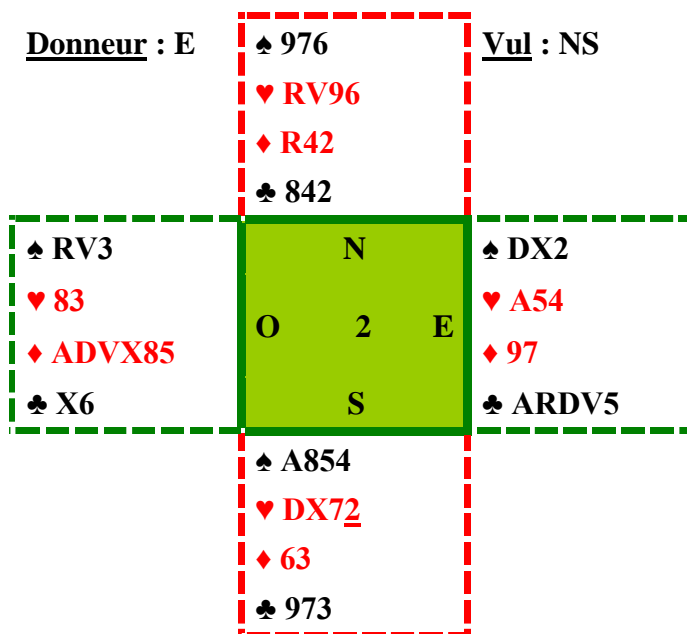 Donneur : E
♠ 976
Vul : NS
♥ RV96
♦ R42
♣ 842
♠ RV3
N
♠ DX2
♥ 83
♥ A54
♦ ADVX85
O 2 E
♦ 97
♣ X6
S
♣ ARDV5
♠ A854
♥ DX72
♦ 63
♣ 973